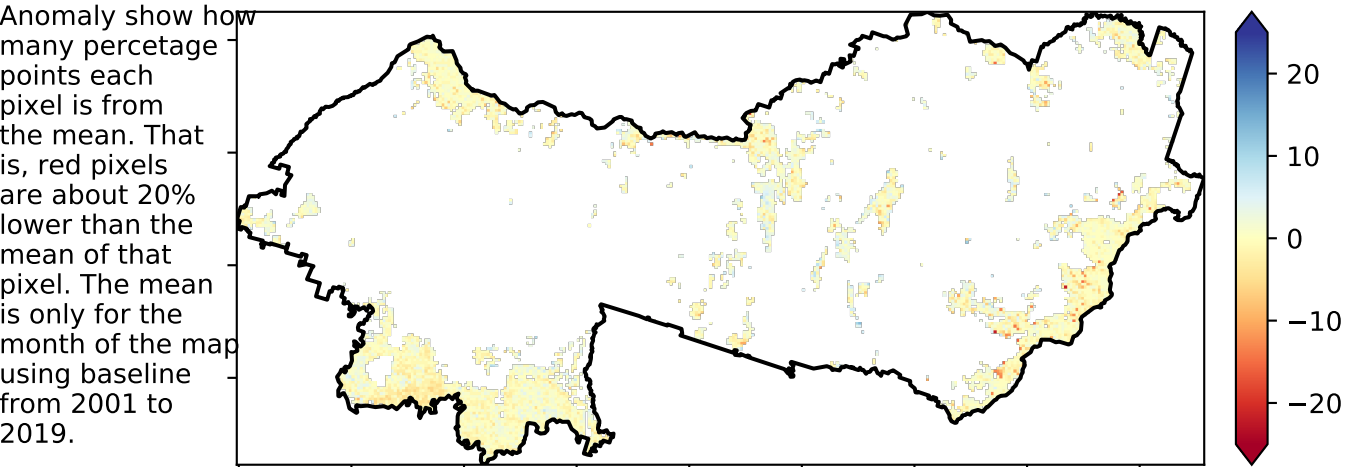 Anomaly show how
many percetage
points each
pixel is from
the mean. That
is, red pixels
are about 20%
lower than the
mean of that
pixel. The mean
is only for the
month of the map
using baseline
from 2001 to
2019.
20
10
0
−10
−20